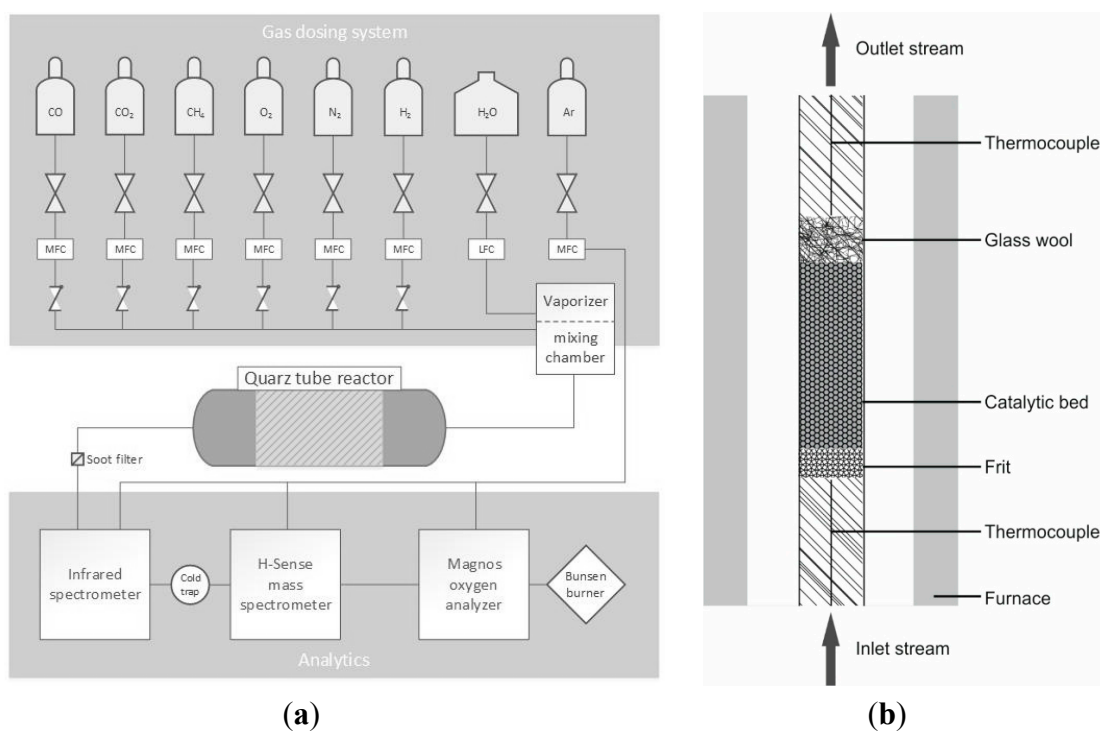 Gas dosing system
CO
CO₂
CH₄
O₂
N₂
H₂
H₂O
Ar
MFC
MFC
MFC
MFC
MFC
MFC
LFC
MFC
Vaporizer
mixing
chamber
Quarz tube reactor
Soot filter
Infrared
spectrometer
Cold
trap
H-Sense
mass
spectrometer
Magnos
oxygen
analyzer
Bunsen
burner
Analytics
(a)
Outlet stream
Thermocouple
Glass wool
Catalytic bed
Frit
Thermocouple
Furnace
Inlet stream
(b)